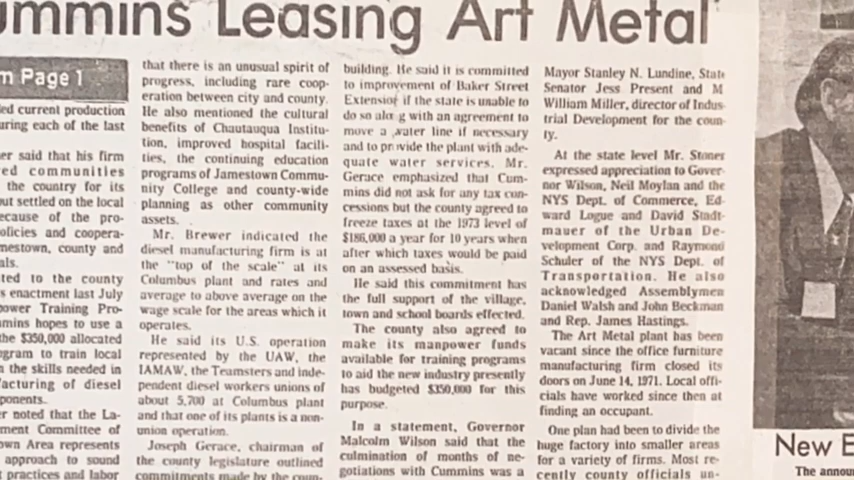 ummins Leasing Art Metal
m Page 1
ed current production
uring each of the last
er said that his firm
ed communities
the country for its
ut settled on the local
ecause of the pro-
olicies and coopera-
mestown, county and
als.
ted to the county
s enactment last July
ower Training Pro-
mins hopes to use a
the $350,000 allocated
gram to train local
n the skills needed in
acturing of diesel
ponents.
er noted that the La-
ment Committee of
own Area represents
approach to sound
practices and labor
that there is an unusual spirit of
progress, including rare coop-
eration between city and county.
He also mentioned the cultural
benefits of Chautauqua Institu-
tion, improved hospital facili-
ties, the continuing education
programs of Jamestown Commu-
nity College and county-wide
planning as other community
assets.
Mr. Brewer indicated the
diesel manufacturing firm is at
the "top of the scale" at its
Columbus plant and rates and
average to above average on the
wage scale for the areas which it
operates.
He said its U.S. operation
represented by the UAW, the
IAMAW, the Teamsters and inde-
pendent diesel workers unions of
about 5,700 at Columbus plant
and that one of its plants is a non-
union operation.
Joseph Gerace, chairman of
the county legislature outlined
commitments made by the coun-
building. He said it is committed
to improvement of Baker Street
Extension if the state is unable to
do so along with an agreement to
move a water line if necessary
and to provide the plant with ade-
quate water services. Mr.
Gerace emphasized that Cum-
mins did not ask for any tax con-
cessions but the county agreed to
freeze taxes at the 1973 level of
$186,000 a year for 10 years when
after which taxes would be paid
on an assessed basis.
He said this commitment has
the full support of the village,
town and school boards effected.
The county also agreed to
make its manpower funds
available for training programs
to aid the new industry presently
has budgeted $350,000 for this
purpose.
In a statement, Governor
Malcolm Wilson said that the
culmination of months of ne-
gotiations with Cummins was a
Mayor Stanley N. Lundine, State
Senator Jess Present and M
William Miller, director of Indus-
trial Development for the coun-
ty.
At the state level Mr. Stoner
expressed appreciation to Gover-
nor Wilson, Neil Moylan and the
NYS Dept. of Commerce, Ed-
ward Logue and David Stadt-
mauer of the Urban De-
velopment Corp. and Raymond
Schuler of the NYS Dept. of
Transportation. He also
acknowledged Assemblymen
Daniel Walsh and John Beckman
and Rep. James Hastings.
The Art Metal plant has been
vacant since the office furniture
manufacturing firm closed its
doors on June 14, 1971. Local offi-
cials have worked since then at
finding an occupant.
One plan had been to divide the
huge factory into smaller areas
for a variety of firms. Most re-
cently county officials un-
New E
The annou